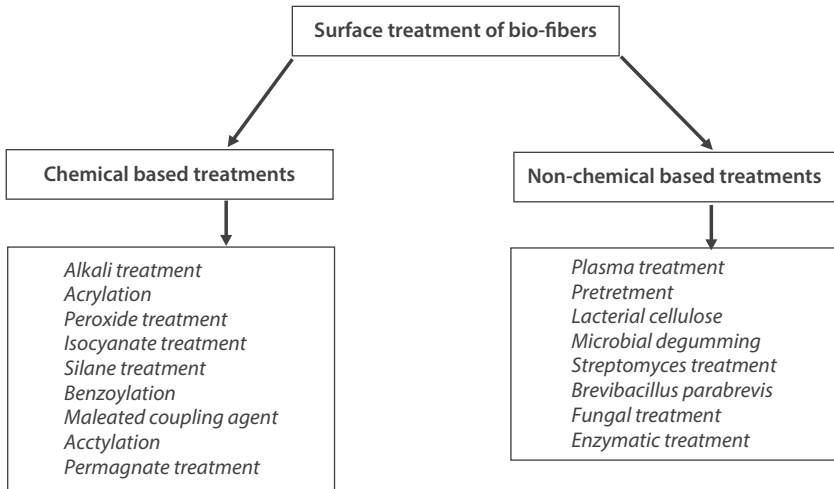 Surface treatment of bio-fibers
Chemical based treatments
Non-chemical based treatments
Alkali treatment
Acrylation
Peroxide treatment
Isocyanate treatment
Silane treatment
Benzoylation
Maleated coupling agent
Acctylation
Permagnate treatment
Plasma treatment
Pretretment
Lacterial cellulose
Microbial degumming
Streptomyces treatment
Brevibacillus parabrevis
Fungal treatment
Enzymatic treatment